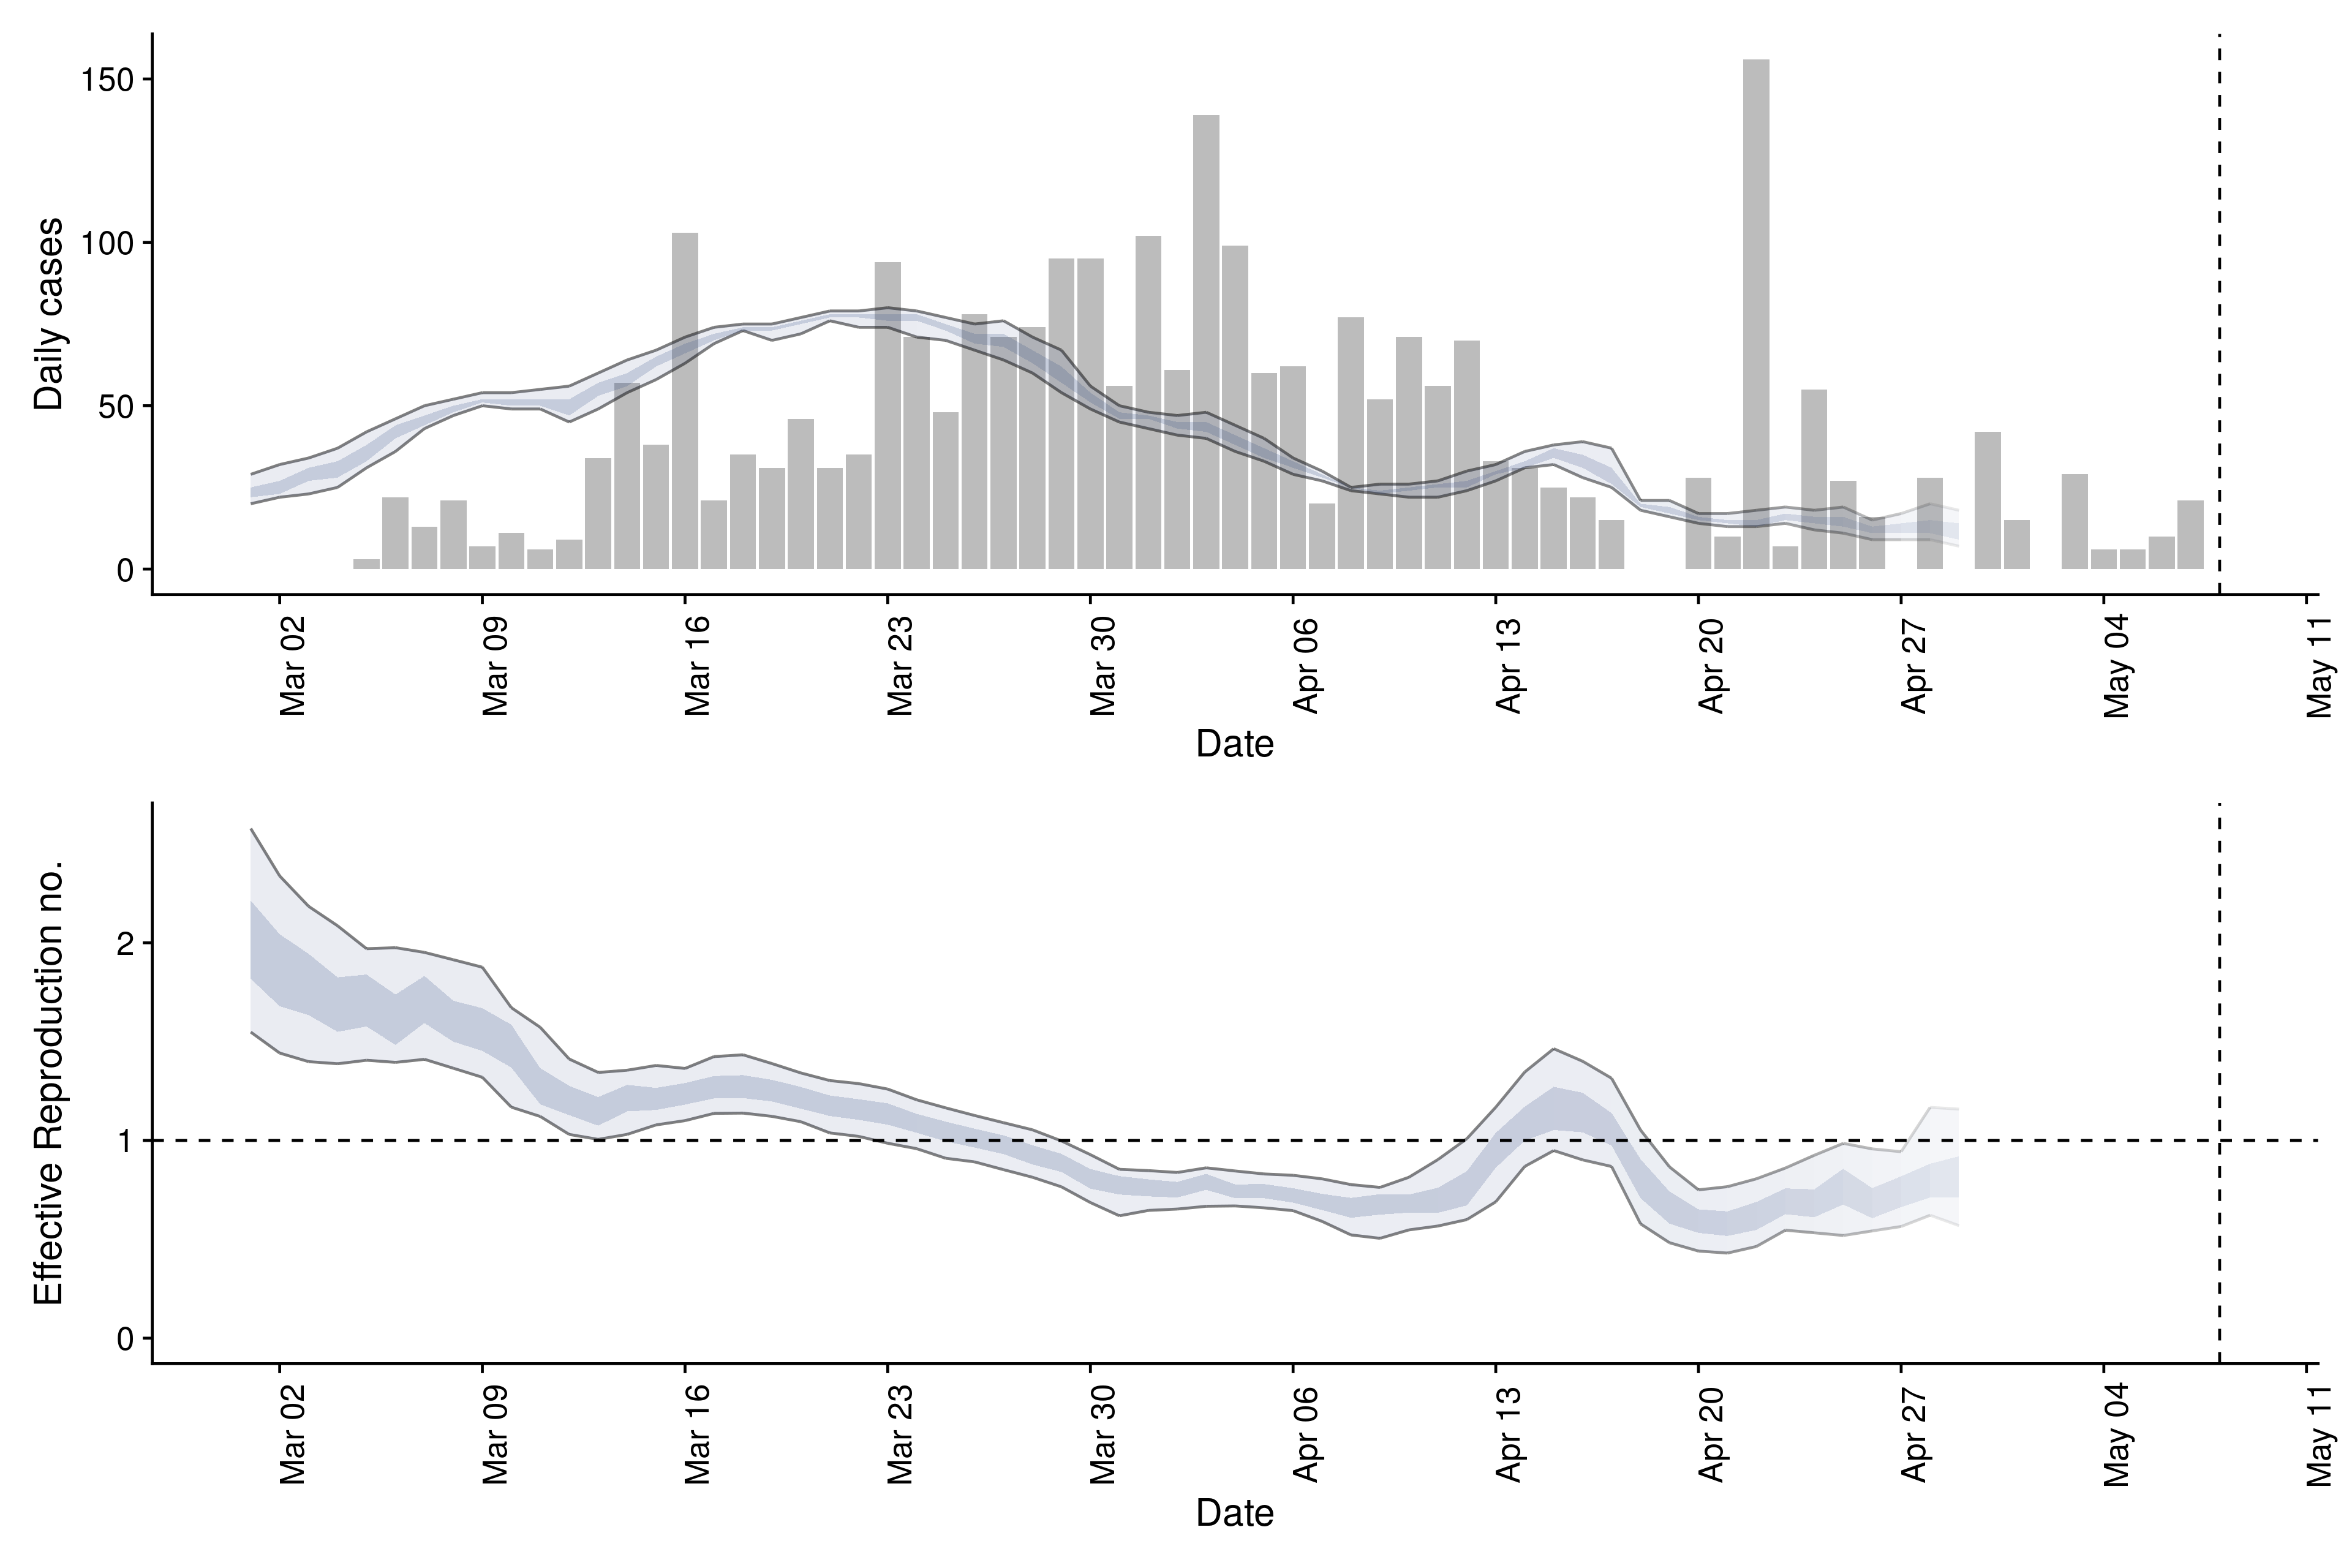 Daily cases
150
100
50
0
Mar 02
Mar 09
Mar 16
Mar 23
Mar 30
Apr 06
Apr 13
Apr 20
Apr 27
May 04
May 11
Date
Effective Reproduction no.
2
1
0
Mar 02
Mar 09
Mar 16
Mar 23
Mar 30
Apr 06
Apr 13
Apr 20
Apr 27
May 04
May 11
Date